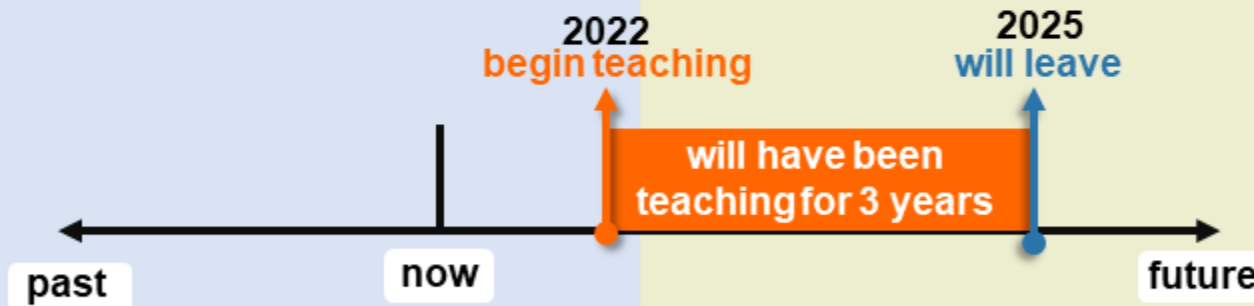 2022
begin teaching
2025
will leave
will have been
teaching for 3 years
past
now
future